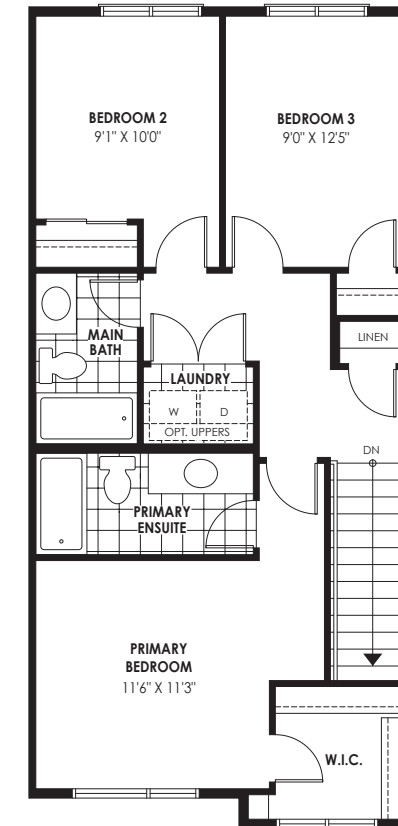 BEDROOM 2
9'1" X 10'0"
BEDROOM 3
9'0" X 12'5"
MAIN
BATH
LINEN
LAUNDRY
W
D
OPT. UPPERS
DN
PRIMARY
ENSUITE
PRIMARY
BEDROOM
11'6" X 11'3"
W.I.C.